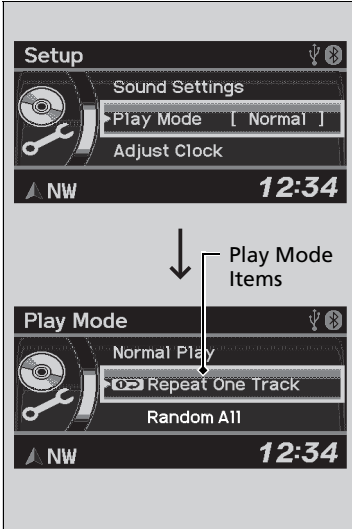 Setup
Sound Settings
Play Mode [ Normal ]
Adjust Clock
NW
12:34
Play Mode
Items
Play Mode
Normal Play
Repeat One Track
Random All
NW
12:34